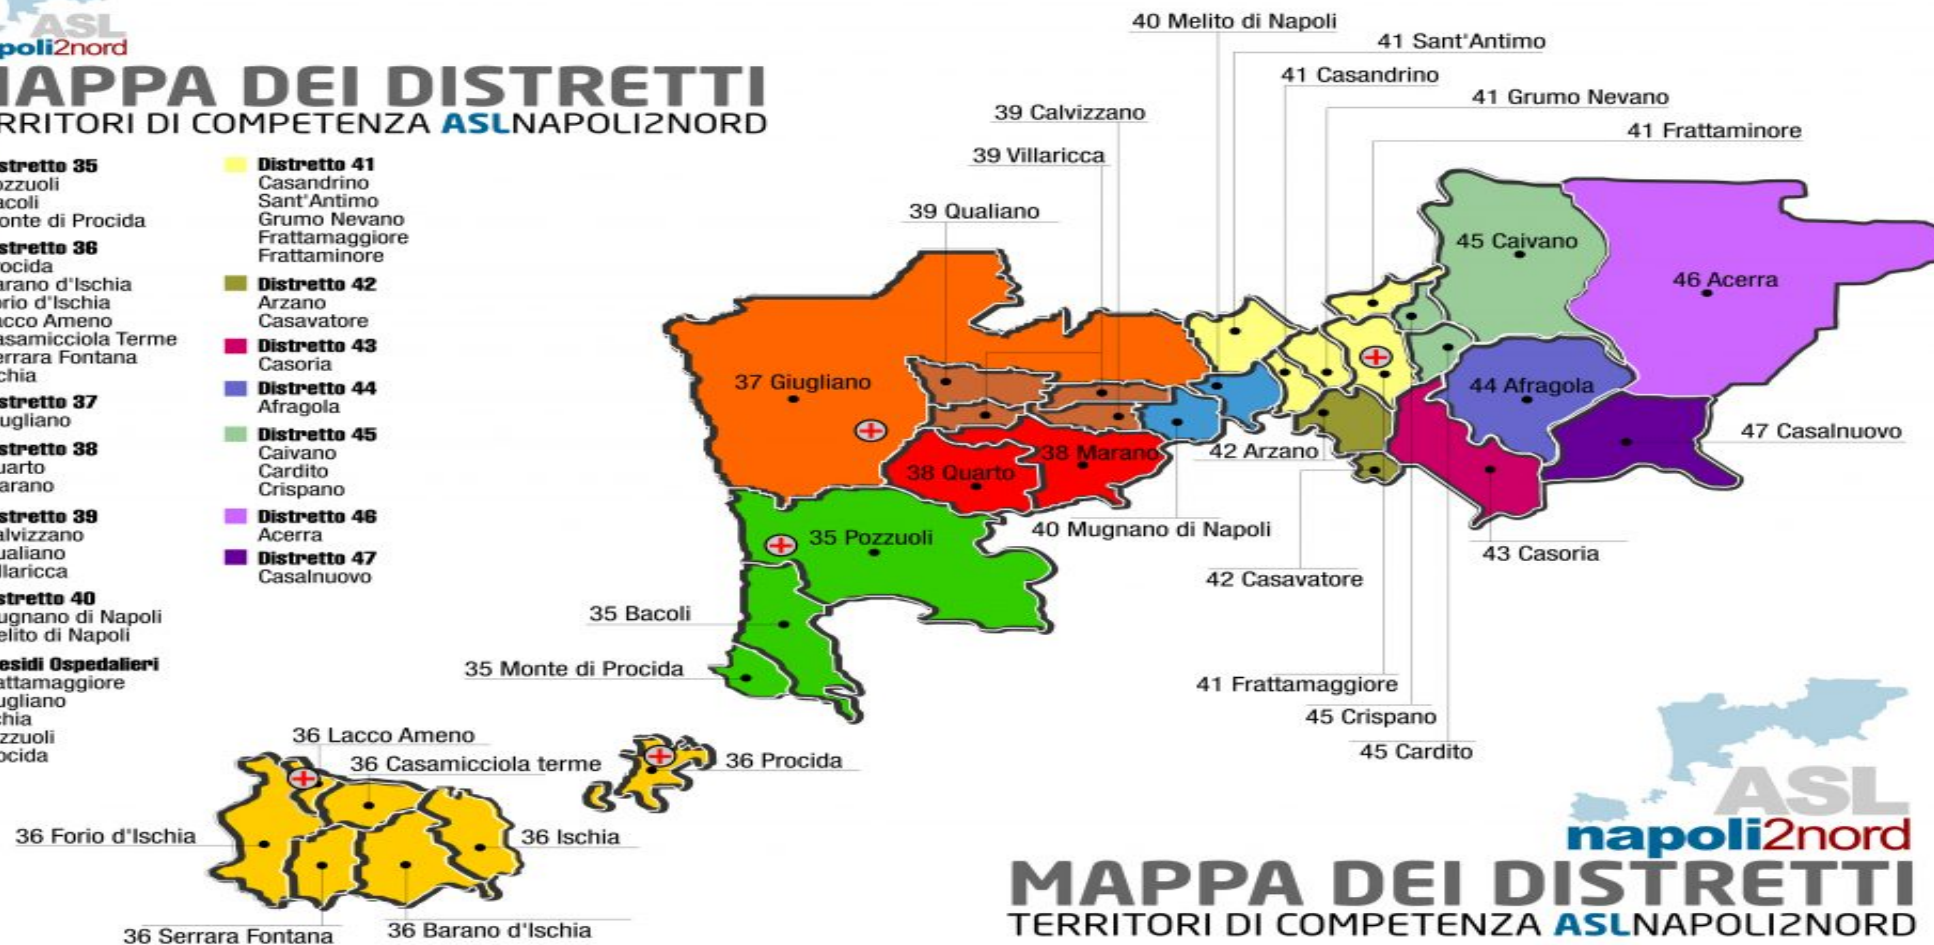 ASL
poli2nord
MAPPA DEI DISTRETTI
RRITORI DI COMPETENZA ASLNAPOLI2NORD
stretto 35
ozzuoli
acoli
onte di Procida
stretto 36
rocida
arano d'Ischia
orio d'Ischia
acco Ameno
asamicciola Terme
errara Fontana
chia
stretto 37
ugliano
stretto 38
uarto
arano
stretto 39
alvizzano
ualiano
llaricca
stretto 40
ugnano di Napoli
elito di Napoli
esidi Ospedalieri
attamaggiore
ugliano
chia
zzuoli
ocida
Distretto 41
Casandrino
Sant'Antimo
Grumo Nevano
Frattamaggiore
Frattaminore
Distretto 42
Arzano
Casavatore
Distretto 43
Casoria
Distretto 44
Afragola
Distretto 45
Caivano
Cardito
Crispano
Distretto 46
Acerra
Distretto 47
Casalnuovo
40 Melito di Napoli
41 Sant'Antimo
41 Casandrino
41 Grumo Nevano
39 Calvizzano
41 Frattaminore
39 Villaricca
39 Qualiano
45 Caivano
46 Acerra
37 Giugliano
44 Afragola
47 Casalnuovo
38 Marano
42 Arzano
38 Quarto
40 Mugnano di Napoli
35 Pozzuoli
43 Casoria
42 Casavatore
35 Bacoli
35 Monte di Procida
41 Frattamaggiore
45 Crispano
45 Cardito
36 Lacco Ameno
36 Casamicciola terme
36 Procida
36 Forio d'Ischia
36 Ischia
36 Serrara Fontana
36 Barano d'Ischia
ASL
napoli2nord
MAPPA DEI DISTRETTI
TERRITORI DI COMPETENZA ASLNAPOLI2NORD